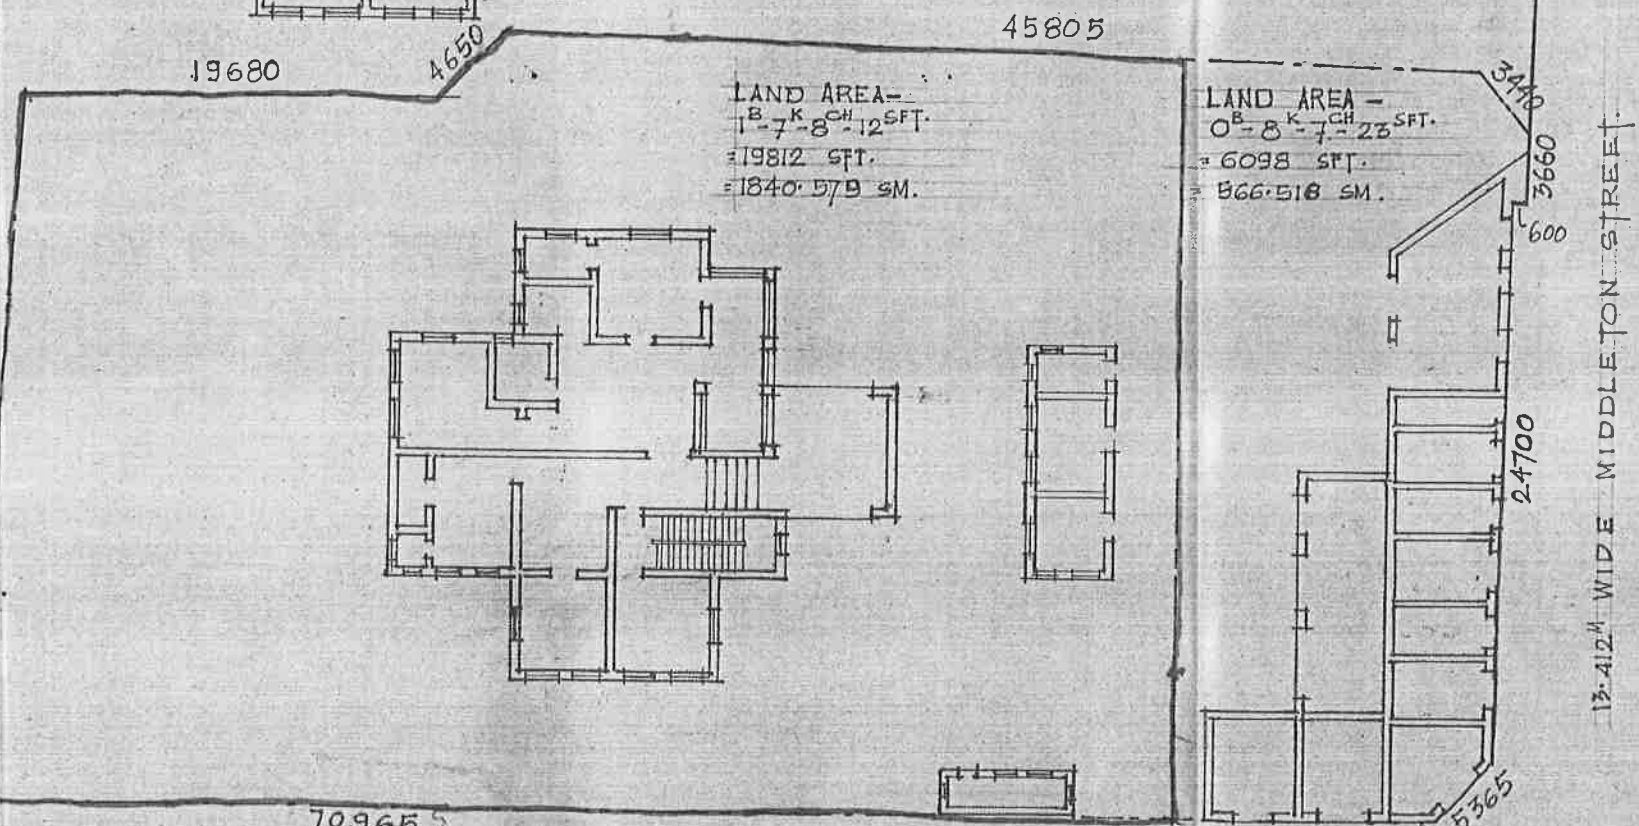 45805
19680
4650
LAND AREA-
1B-7K-8CH-12SFT.
=19812 SFT.
=1840.579 SM.
LAND AREA-
0B-8K-7CH-23SFT.
=6098 SFT.
566.518 SM.
3440
3660
600
24700
13.412M WIDE MIDDLETON STREET.
5365
70965